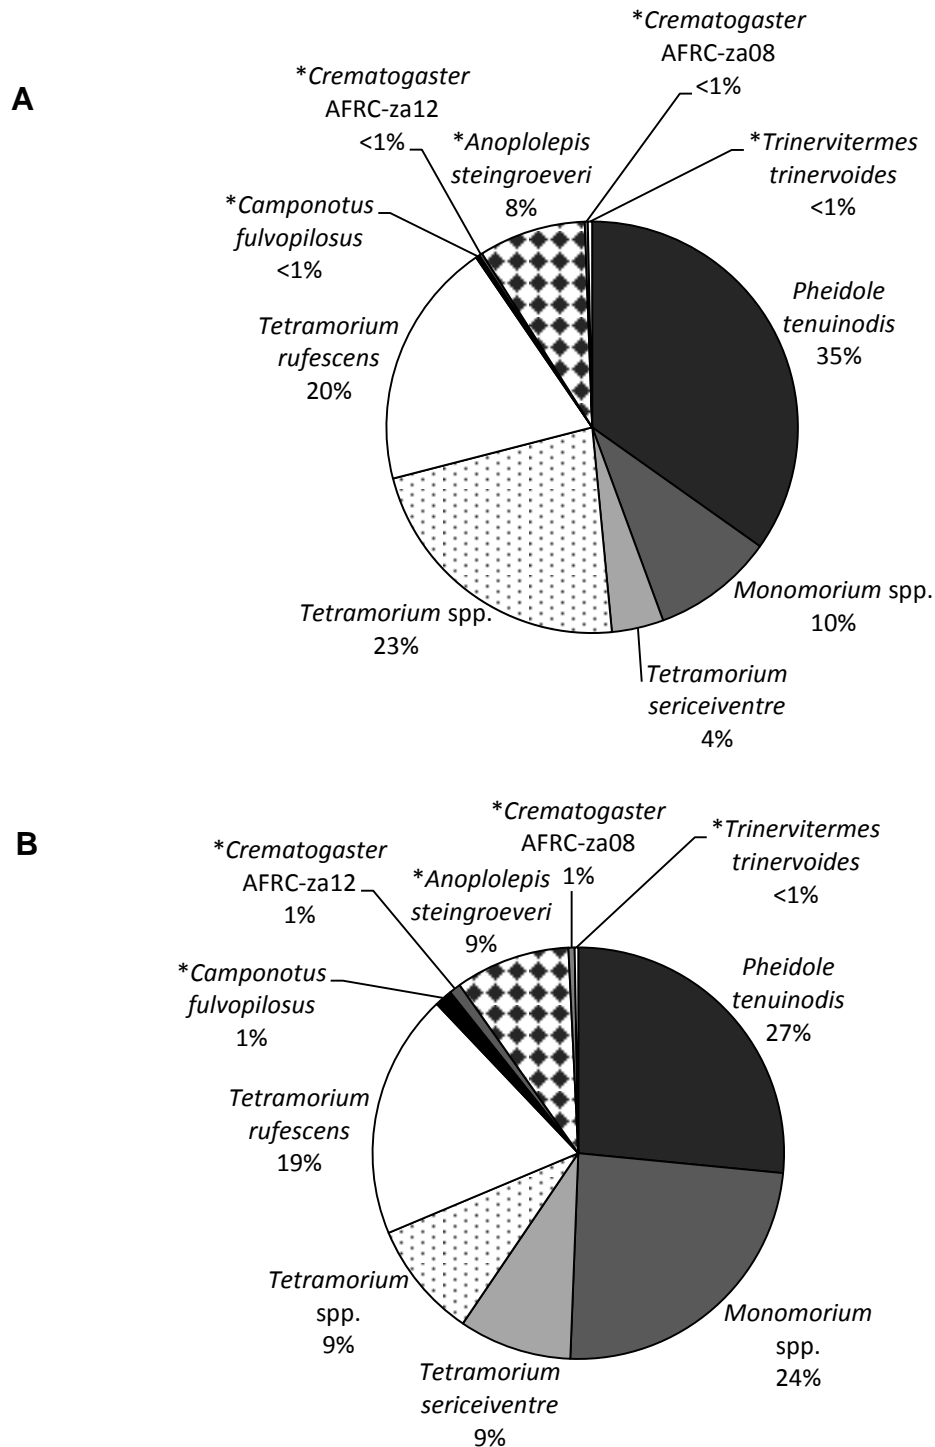 A
*Crematogaster
AFRC-za08
<1%
*Crematogaster
AFRC-za12
<1%
*Anoplolepis
steingroeveri
8%
*Trinervitermes
trinervoides
<1%
*Camponotus
fulvopilosus
<1%
Pheidole
tenuinodis
35%
Tetramorium
rufescens
20%
Monomorium spp.
10%
Tetramorium spp.
23%
Tetramorium
sericeiventre
4%
B
*Crematogaster
AFRC-za08
1%
*Trinervitermes
trinervoides
<1%
*Crematogaster
AFRC-za12
1%
*Anoplolepis
steingroeveri
9%
*Camponotus
fulvopilosus
1%
Pheidole
tenuinodis
27%
Tetramorium
rufescens
19%
Tetramorium
spp.
9%
Monomorium
spp.
24%
Tetramorium
sericeiventre
9%